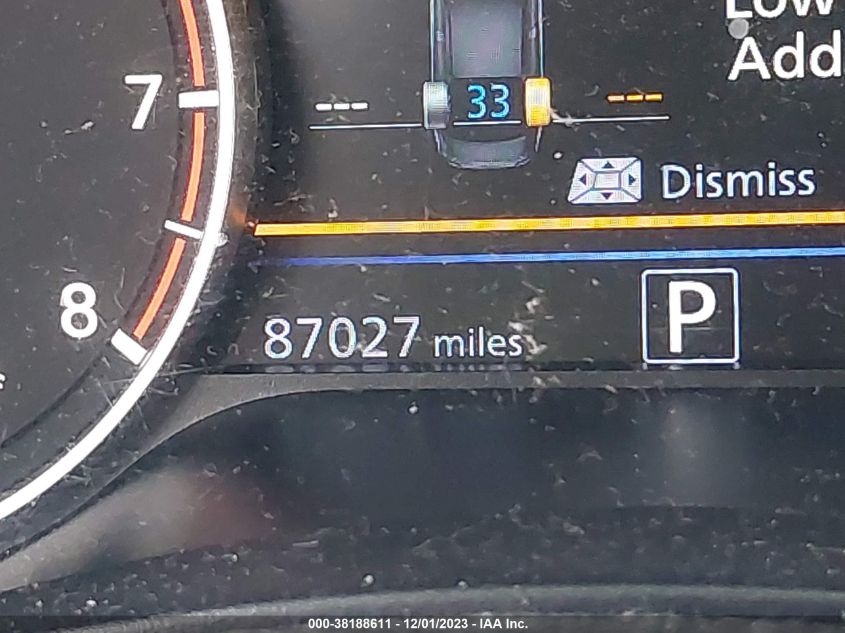 Low
Add
7
---
33
---
Dismiss
8
87027 miles
P
000-38188611 - 12/01/2023 - IAA Inc.